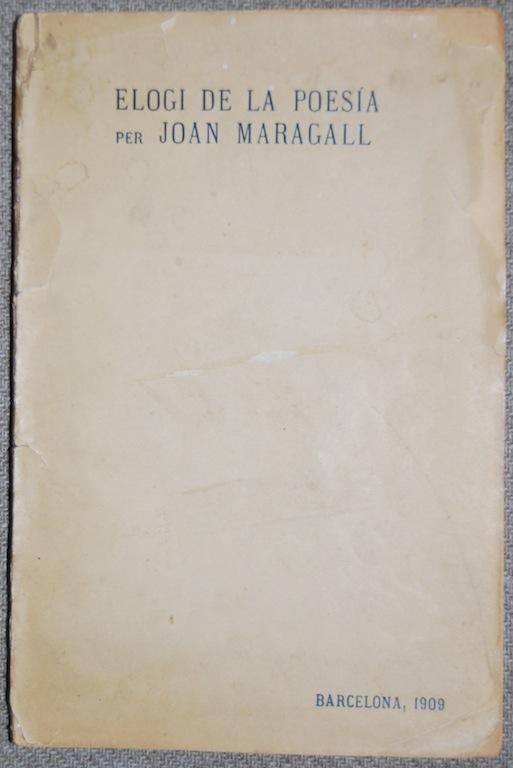 ELOGI DE LA POESÍA
PER JOAN MARAGALL
BARCELONA, 1909